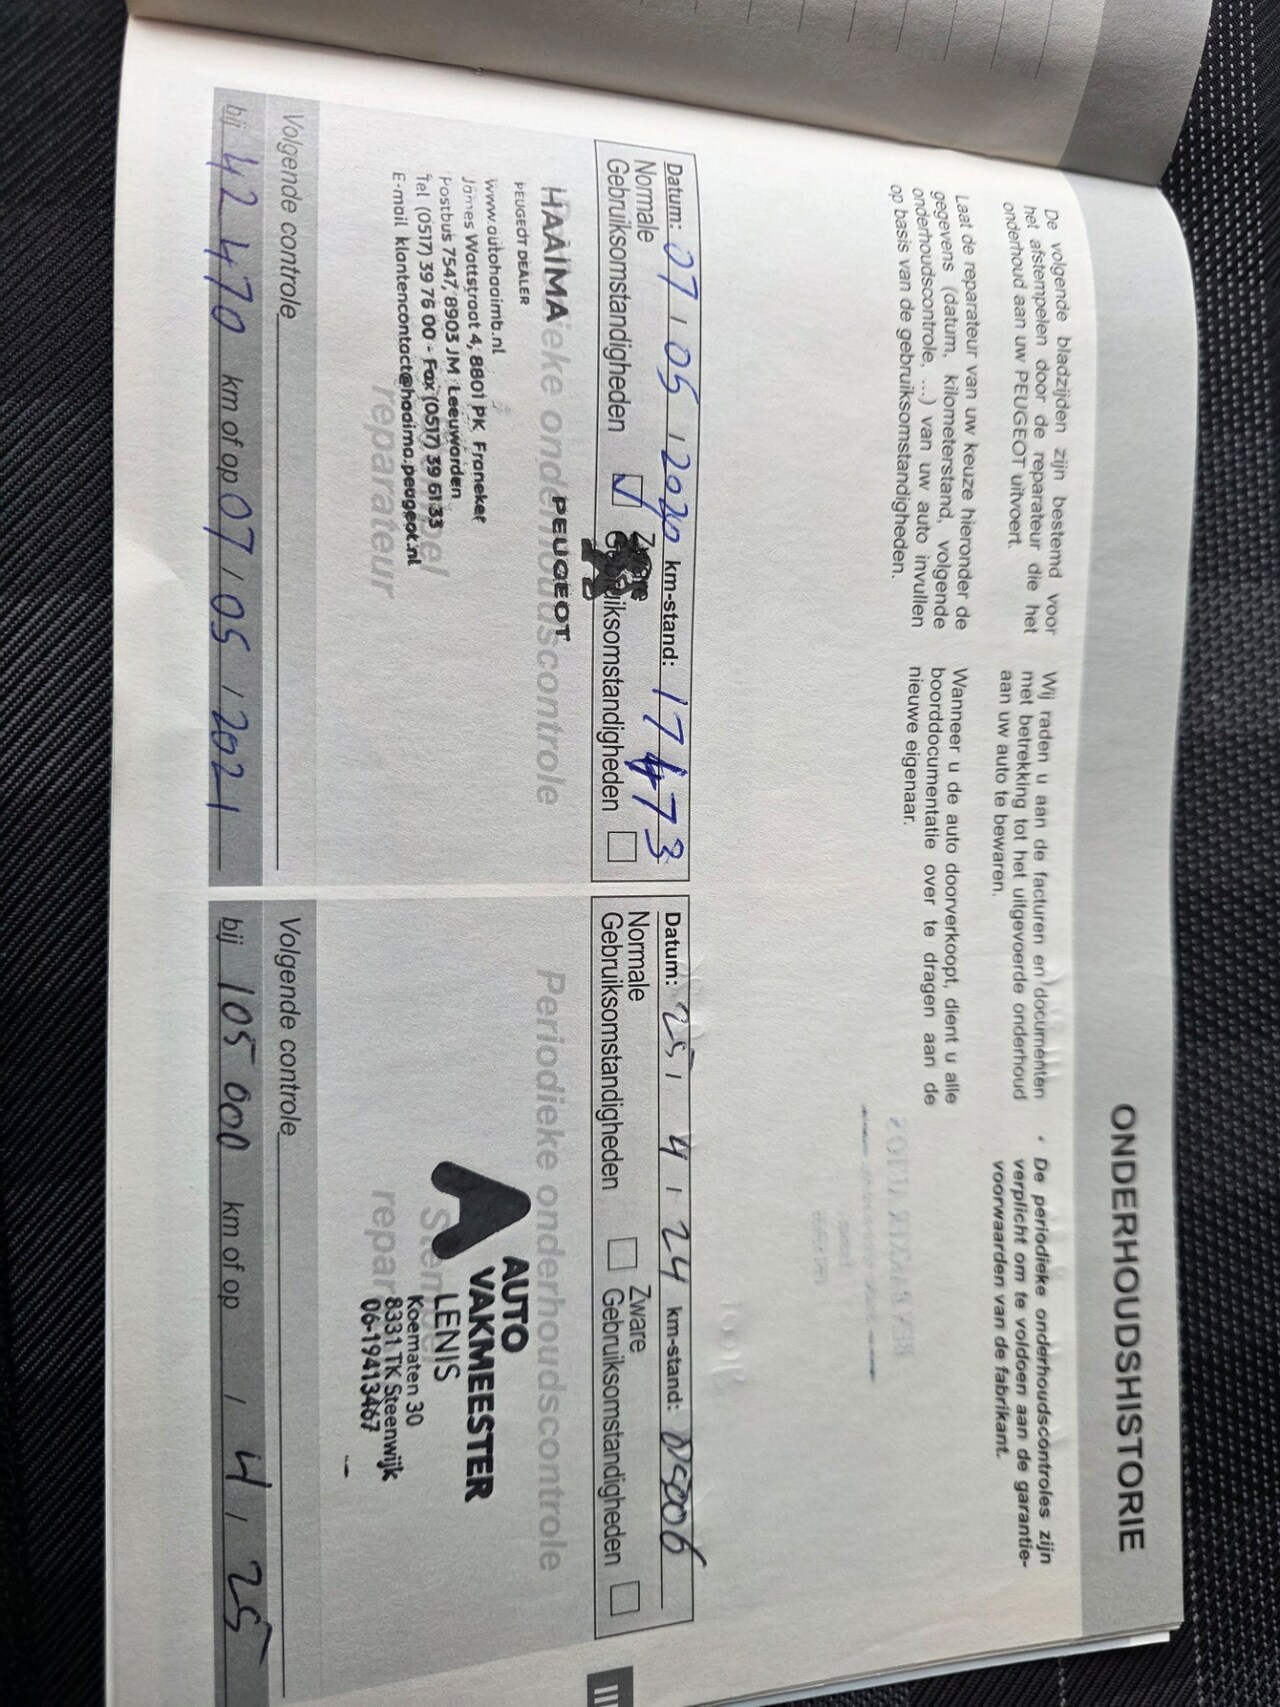 ONDERHOUDSHISTORIE
De volgende bladzijden zijn bestemd voor
het afstempelen door de reparateur die het
onderhoud aan uw PEUGEOT uitvoert.
Laat de reparateur van uw keuze hieronder de
gegevens (datum, kilometerstand, volgende
onderhoudscontrole, ...) van uw auto invullen
op basis van de gebruiksomstandigheden.
Wij raden u aan de facturen en documenten
met betrekking tot het uitgevoerde onderhoud
aan uw auto te bewaren.
Wanneer u de auto doorverkoopt, dient u alle
boorddocumentatie over te dragen aan de
nieuwe eigenaar.
• De periodieke onderhoudscontroles zijn
verplicht om te voldoen aan de garantie-
voorwaarden van de fabrikant.
Datum: 07 / 05 / 2020 km-stand: 17473
Normale
Gebruiksomstandigheden
Zware
Gebruiksomstandigheden
HAAIMA PEUGEOT
PEUGEOT DEALER
www.autohaaima.nl
James Wattstraat 4, 8801 PK Franeker
Postbus 7547, 8903 JM Leeuwarden
Tel (0517) 39 76 00 - Fax (0517) 39 61 33
E-mail klantencontact@haaima.peugeot.nl
reparateur
Volgende controle
bij 42470 km of op 07 / 05 / 2021
Datum: 25 / 4 / 24 km-stand:
Normale
Gebruiksomstandigheden
Zware
Gebruiksomstandigheden
Periodieke onderhoudscontrole
AUTO
VAKMEESTER
LENIS
Koematen 30
8331 TK Steenwijk
06-19413467
Volgende controle
bij 105000 km of op / 4 / 25